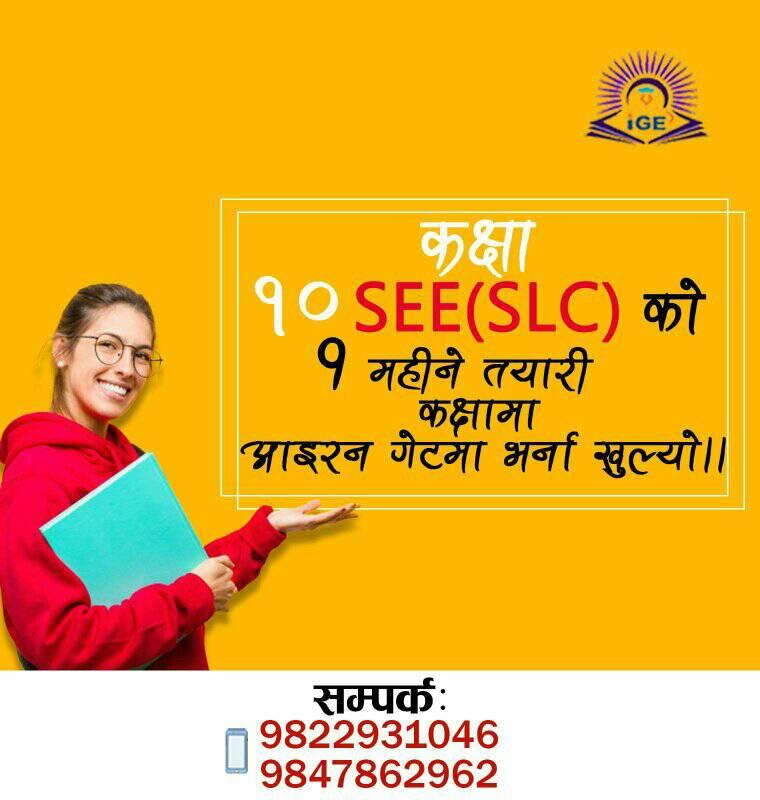 iGE
कक्षा
१० SEE(SLC) को
१ महीने तयारी
कक्षामा
आइरन गेटमा भर्ना खुल्यो।।
सम्पर्कः
9822931046
9847862962